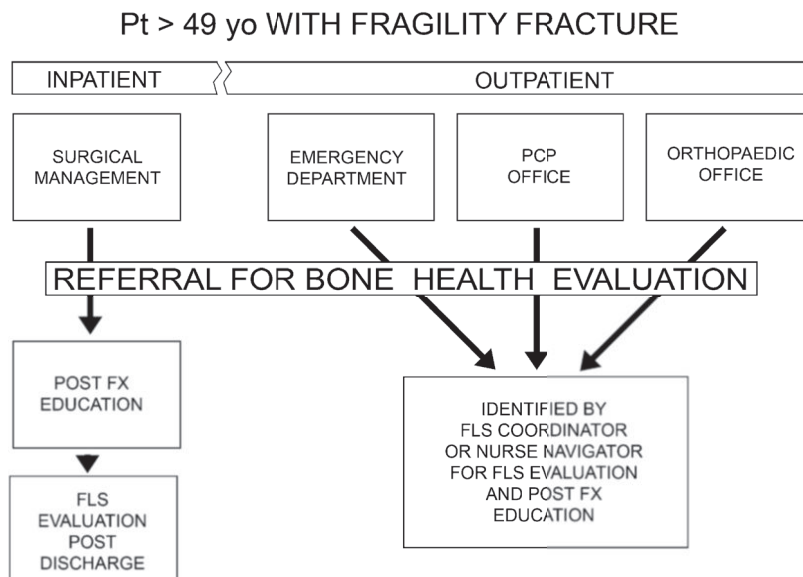 Pt > 49 yo WITH FRAGILITY FRACTURE
INPATIENT
OUTPATIENT
SURGICAL
MANAGEMENT
EMERGENCY
DEPARTMENT
PCP
OFFICE
ORTHOPAEDIC
OFFICE
REFERRAL FOR BONE HEALTH EVALUATION
POST FX
EDUCATION
IDENTIFIED BY
FLS COORDINATOR
OR NURSE NAVIGATOR
FOR FLS EVALUATION
AND POST FX
EDUCATION
FLS
EVALUATION
POST
DISCHARGE